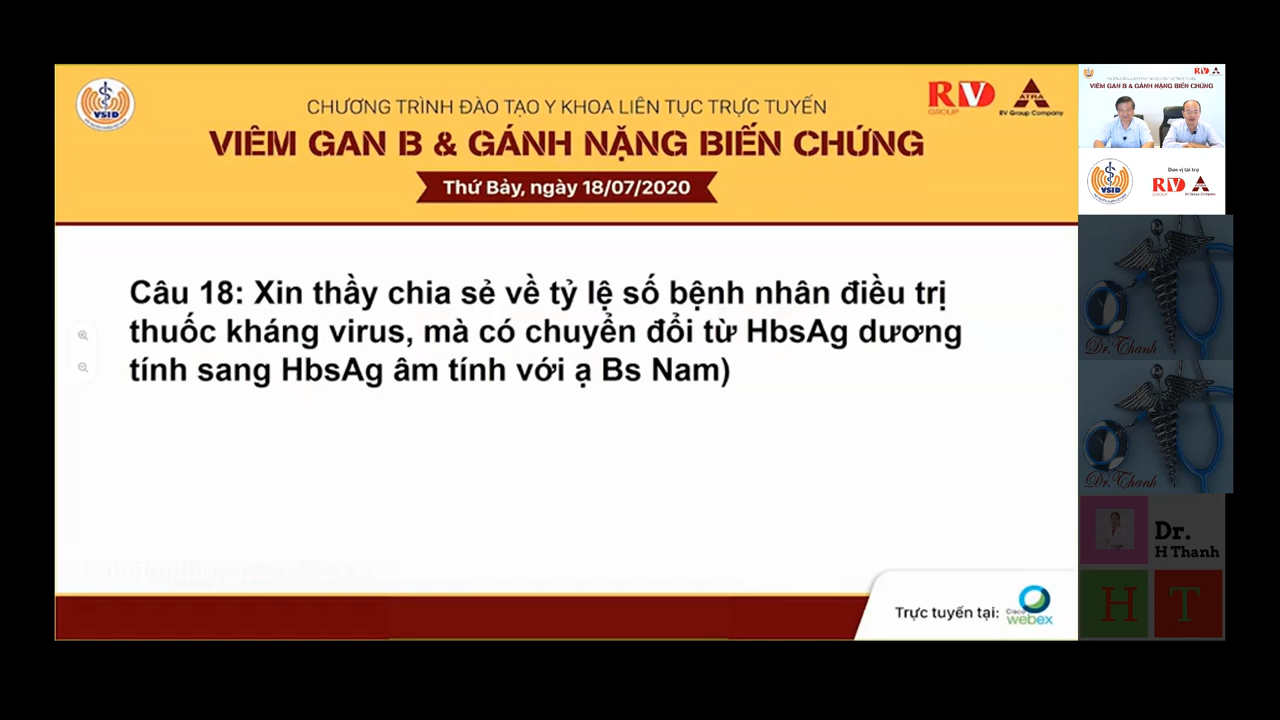 VSID
CHƯƠNG TRÌNH ĐÀO TẠO Y KHOA LIÊN TỤC TRỰC TUYẾN
VIÊM GAN B & GÁNH NẶNG BIẾN CHỨNG
Thứ Bảy, ngày 18/07/2020
RV
GROUP
ATRA
RV Group Company
Câu 18: Xin thầy chia sẻ về tỷ lệ số bệnh nhân điều trị
thuốc kháng virus, mà có chuyển đổi từ HbsAg dương
tính sang HbsAg âm tính với ạ Bs Nam)
Trực tuyến tại:
Cisco
webex
RV
VIÊM GAN B & GÁNH NẶNG BIẾN CHỨNG
VSID
Đơn vị tài trợ
RV
Dr.Thanh
Dr.Thanh
Dr.
H Thanh
H T